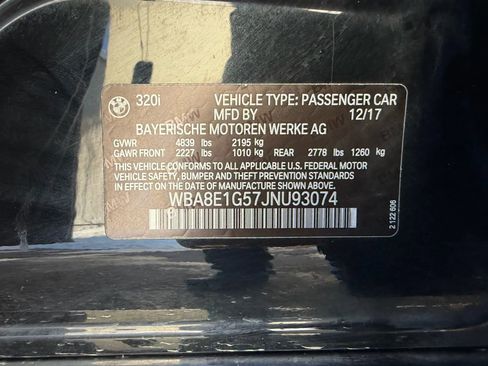 320i VEHICLE TYPE: PASSENGER CAR
MFD BY 12/17
BAYERISCHE MOTOREN WERKE AG
GVWR 4839 lbs 2195 kg
GAWR FRONT 2227 lbs 1010 kg REAR 2778 lbs 1260 kg
THIS VEHICLE CONFORMS TO ALL APPLICABLE U.S. FEDERAL MOTOR
VEHICLE SAFETY, BUMPER AND THEFT PREVENTION STANDARDS
IN EFFECT ON THE DATE OF MANUFACTURE SHOWN ABOVE.
WBA8E1G57JNU93074
2 122 606